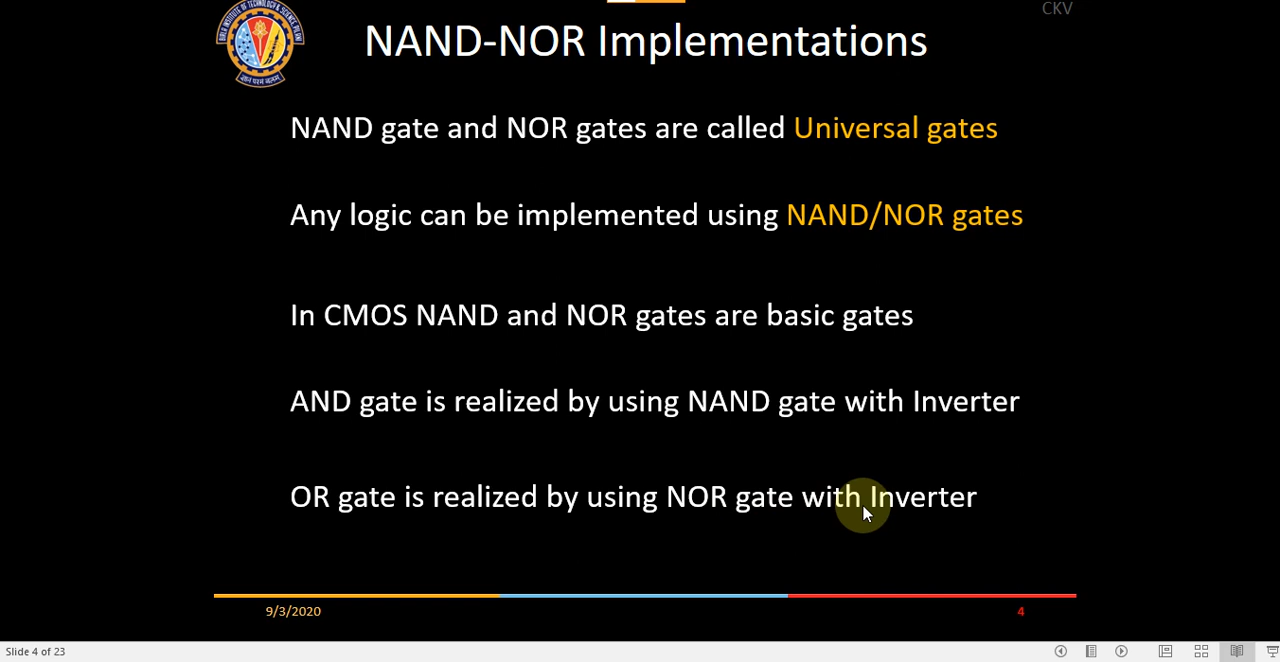 CKV
NAND-NOR Implementations
NAND gate and NOR gates are called Universal gates
Any logic can be implemented using NAND/NOR gates
In CMOS NAND and NOR gates are basic gates
AND gate is realized by using NAND gate with Inverter
OR gate is realized by using NOR gate with Inverter
9/3/2020
4
Slide 4 of 23